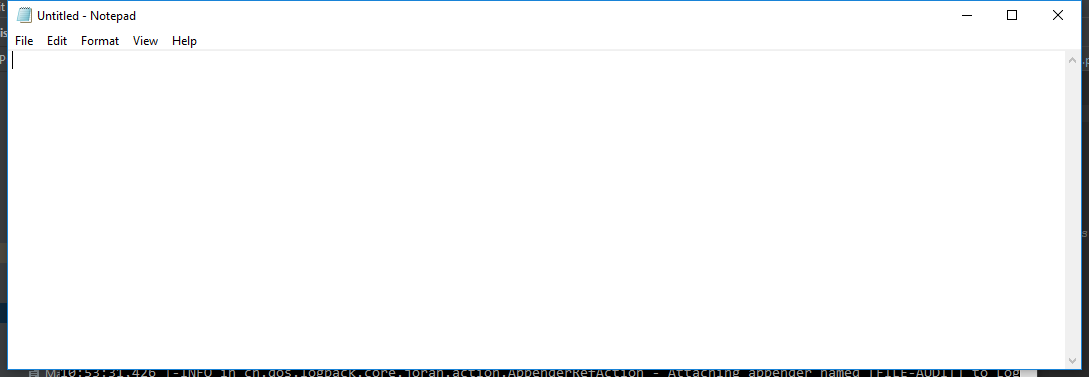 Untitled - Notepad
File Edit Format View Help
10:53:31.426 |-INFO in ch.qos.logback.core.joran.action.AppenderRefAction - Attaching appender named [FILE-AUDIT] to Log